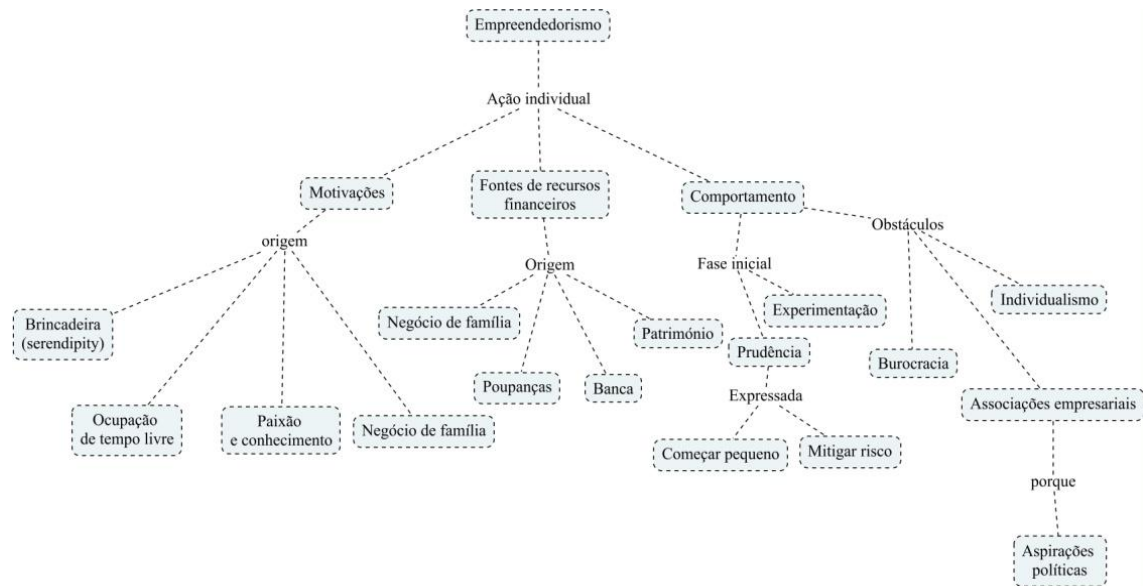 Empreendedorismo
Ação individual
Motivações
Fontes de recursos
financeiros
Comportamento
Obstáculos
origem
Origem
Fase inicial
Individualismo
Experimentação
Brincadeira
(serendipity)
Negócio de família
Património
Prudência
Burocracia
Poupanças
Banca
Expressada
Associações empresariais
Ocupação
de tempo livre
Paixão
e conhecimento
Negócio de família
Começar pequeno
Mitigar risco
porque
Aspirações
políticas